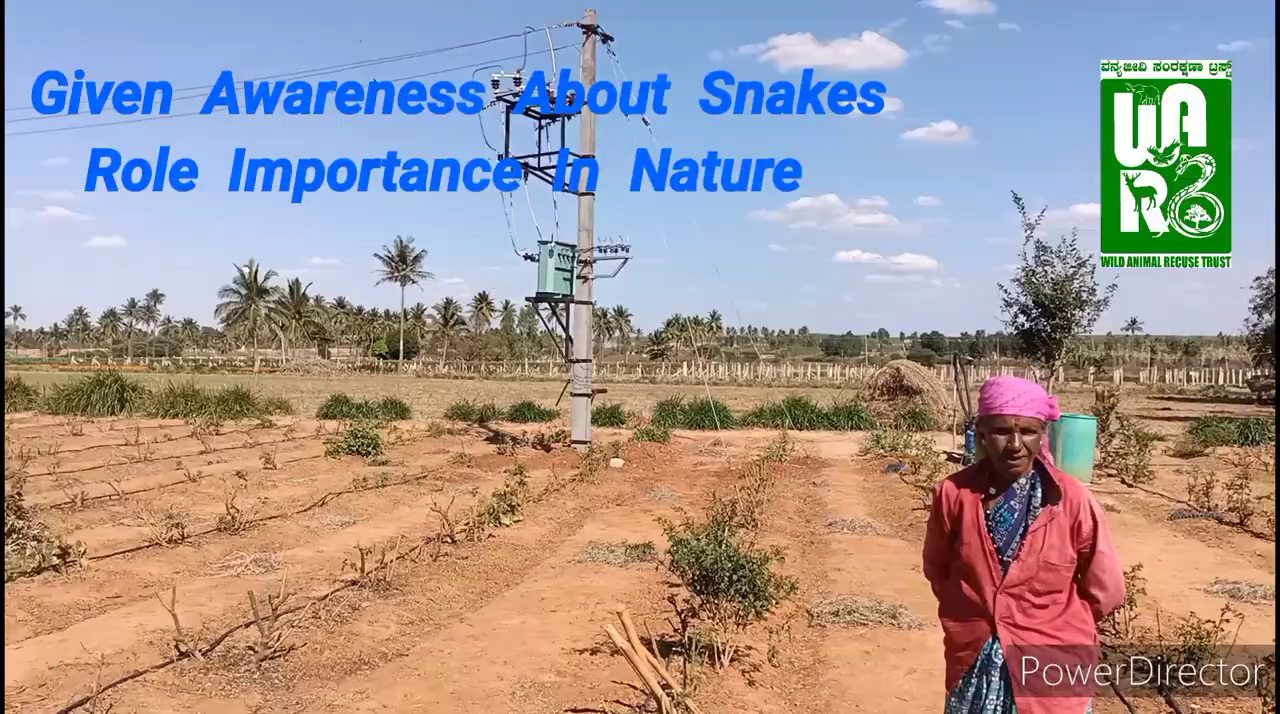 Given Awareness About Snakes
Role Importance In Nature
ವನ್ಯಜೀವಿ ಸಂರಕ್ಷಣಾ ಟ್ರಸ್ಟ್
WAR
WILD ANIMAL RECUSE TRUST
PowerDirector